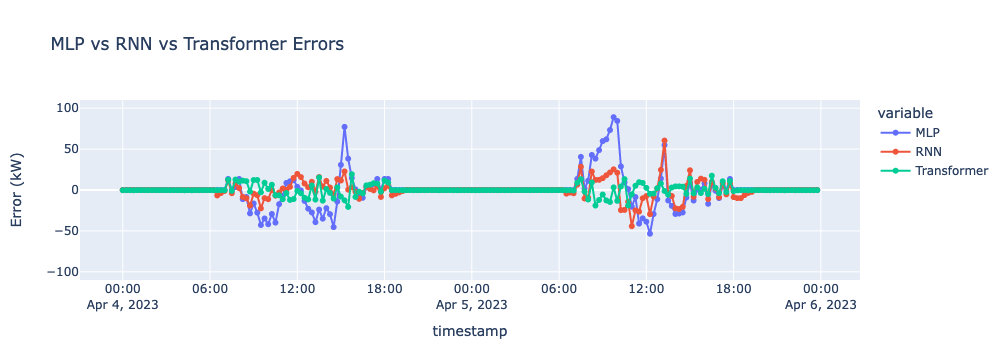 MLP vs RNN vs Transformer Errors
variable
MLP
RNN
Transformer
Error (kW)
100
50
0
−50
−100
00:00 06:00 12:00 18:00 00:00 06:00 12:00 18:00 00:00
Apr 4, 2023 Apr 5, 2023 Apr 6, 2023
timestamp